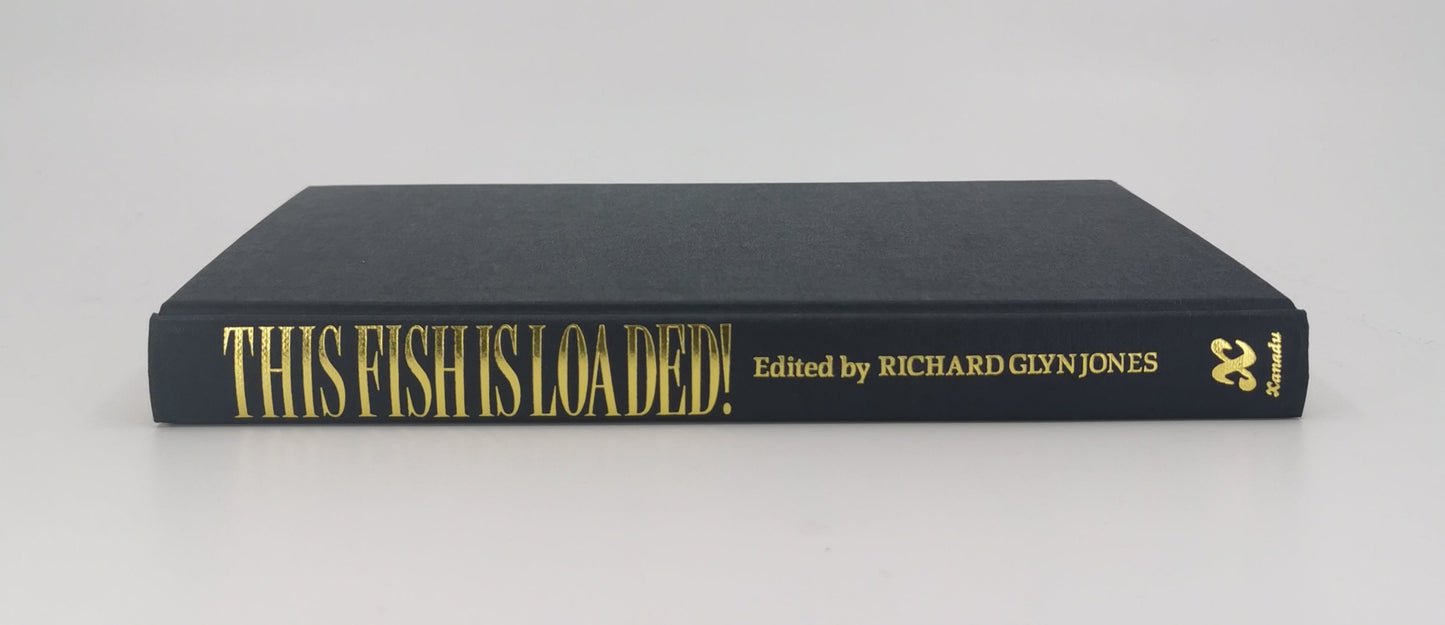 THIS FISH IS LOADED!
Edited by RICHARD GLYN JONES
X
Xanadu